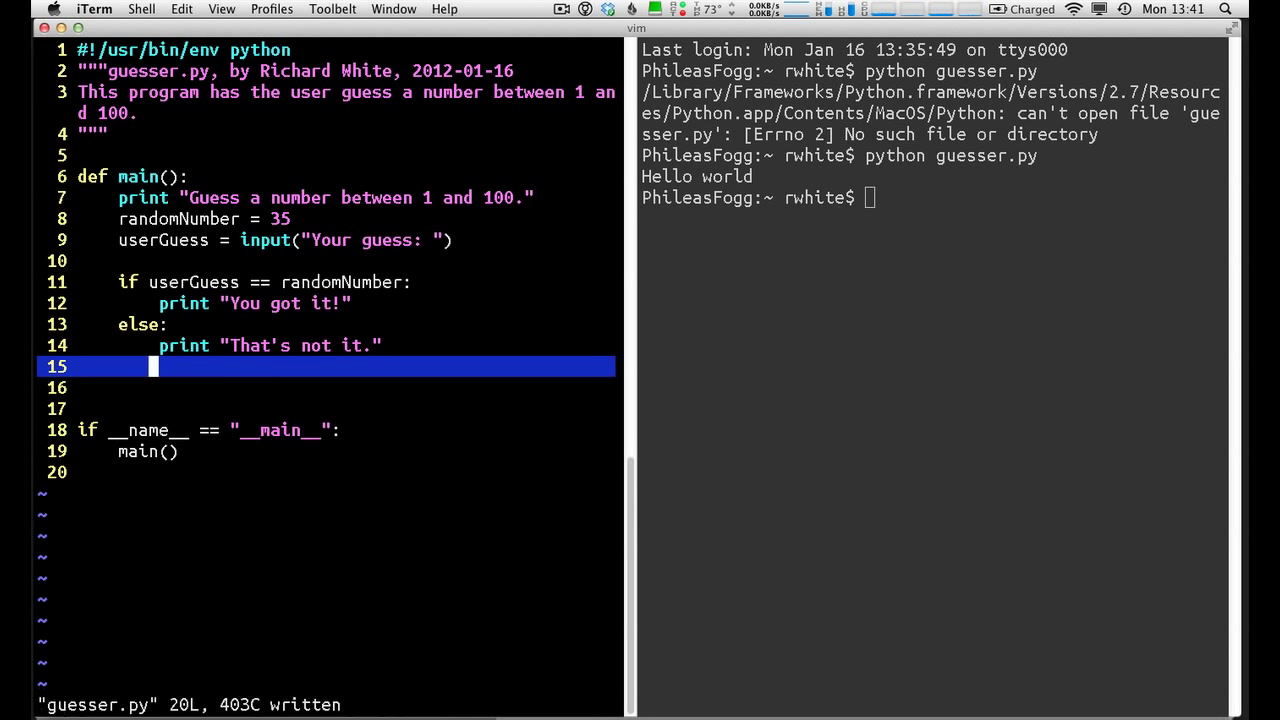 iTerm Shell Edit View Profiles Toolbelt Window Help 73° 0.0KB/s 0.0KB/s Charged Mon 13:41
vim
1 #!/usr/bin/env python
2 """guesser.py, by Richard White, 2012-01-16
3 This program has the user guess a number between 1 an
d 100.
4 """
5
6 def main():
7     print "Guess a number between 1 and 100."
8     randomNumber = 35
9     userGuess = input("Your guess: ")
10
11     if userGuess == randomNumber:
12         print "You got it!"
13     else:
14         print "That's not it."
15
16
17
18 if __name__ == "__main__":
19     main()
20
~
~
~
~
~
~
~
~
~
~
"guesser.py" 20L, 403C written
Last login: Mon Jan 16 13:35:49 on ttys000
PhileasFogg:~ rwhite$ python guesser.py
/Library/Frameworks/Python.framework/Versions/2.7/Resourc
es/Python.app/Contents/MacOS/Python: can't open file 'gue
sser.py': [Errno 2] No such file or directory
PhileasFogg:~ rwhite$ python guesser.py
Hello world
PhileasFogg:~ rwhite$